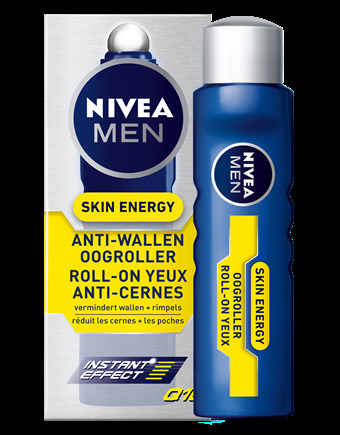 NIVEA
MEN
SKIN ENERGY
ANTI-WALLEN
OOGROLLER
ROLL-ON YEUX
ANTI-CERNES
vermindert wallen + rimpels
réduit les cernes + les poches
INSTANT
EFFECT
NIVEA
MEN
SKIN ENERGY
OOGROLLER
ROLL-ON YEUX